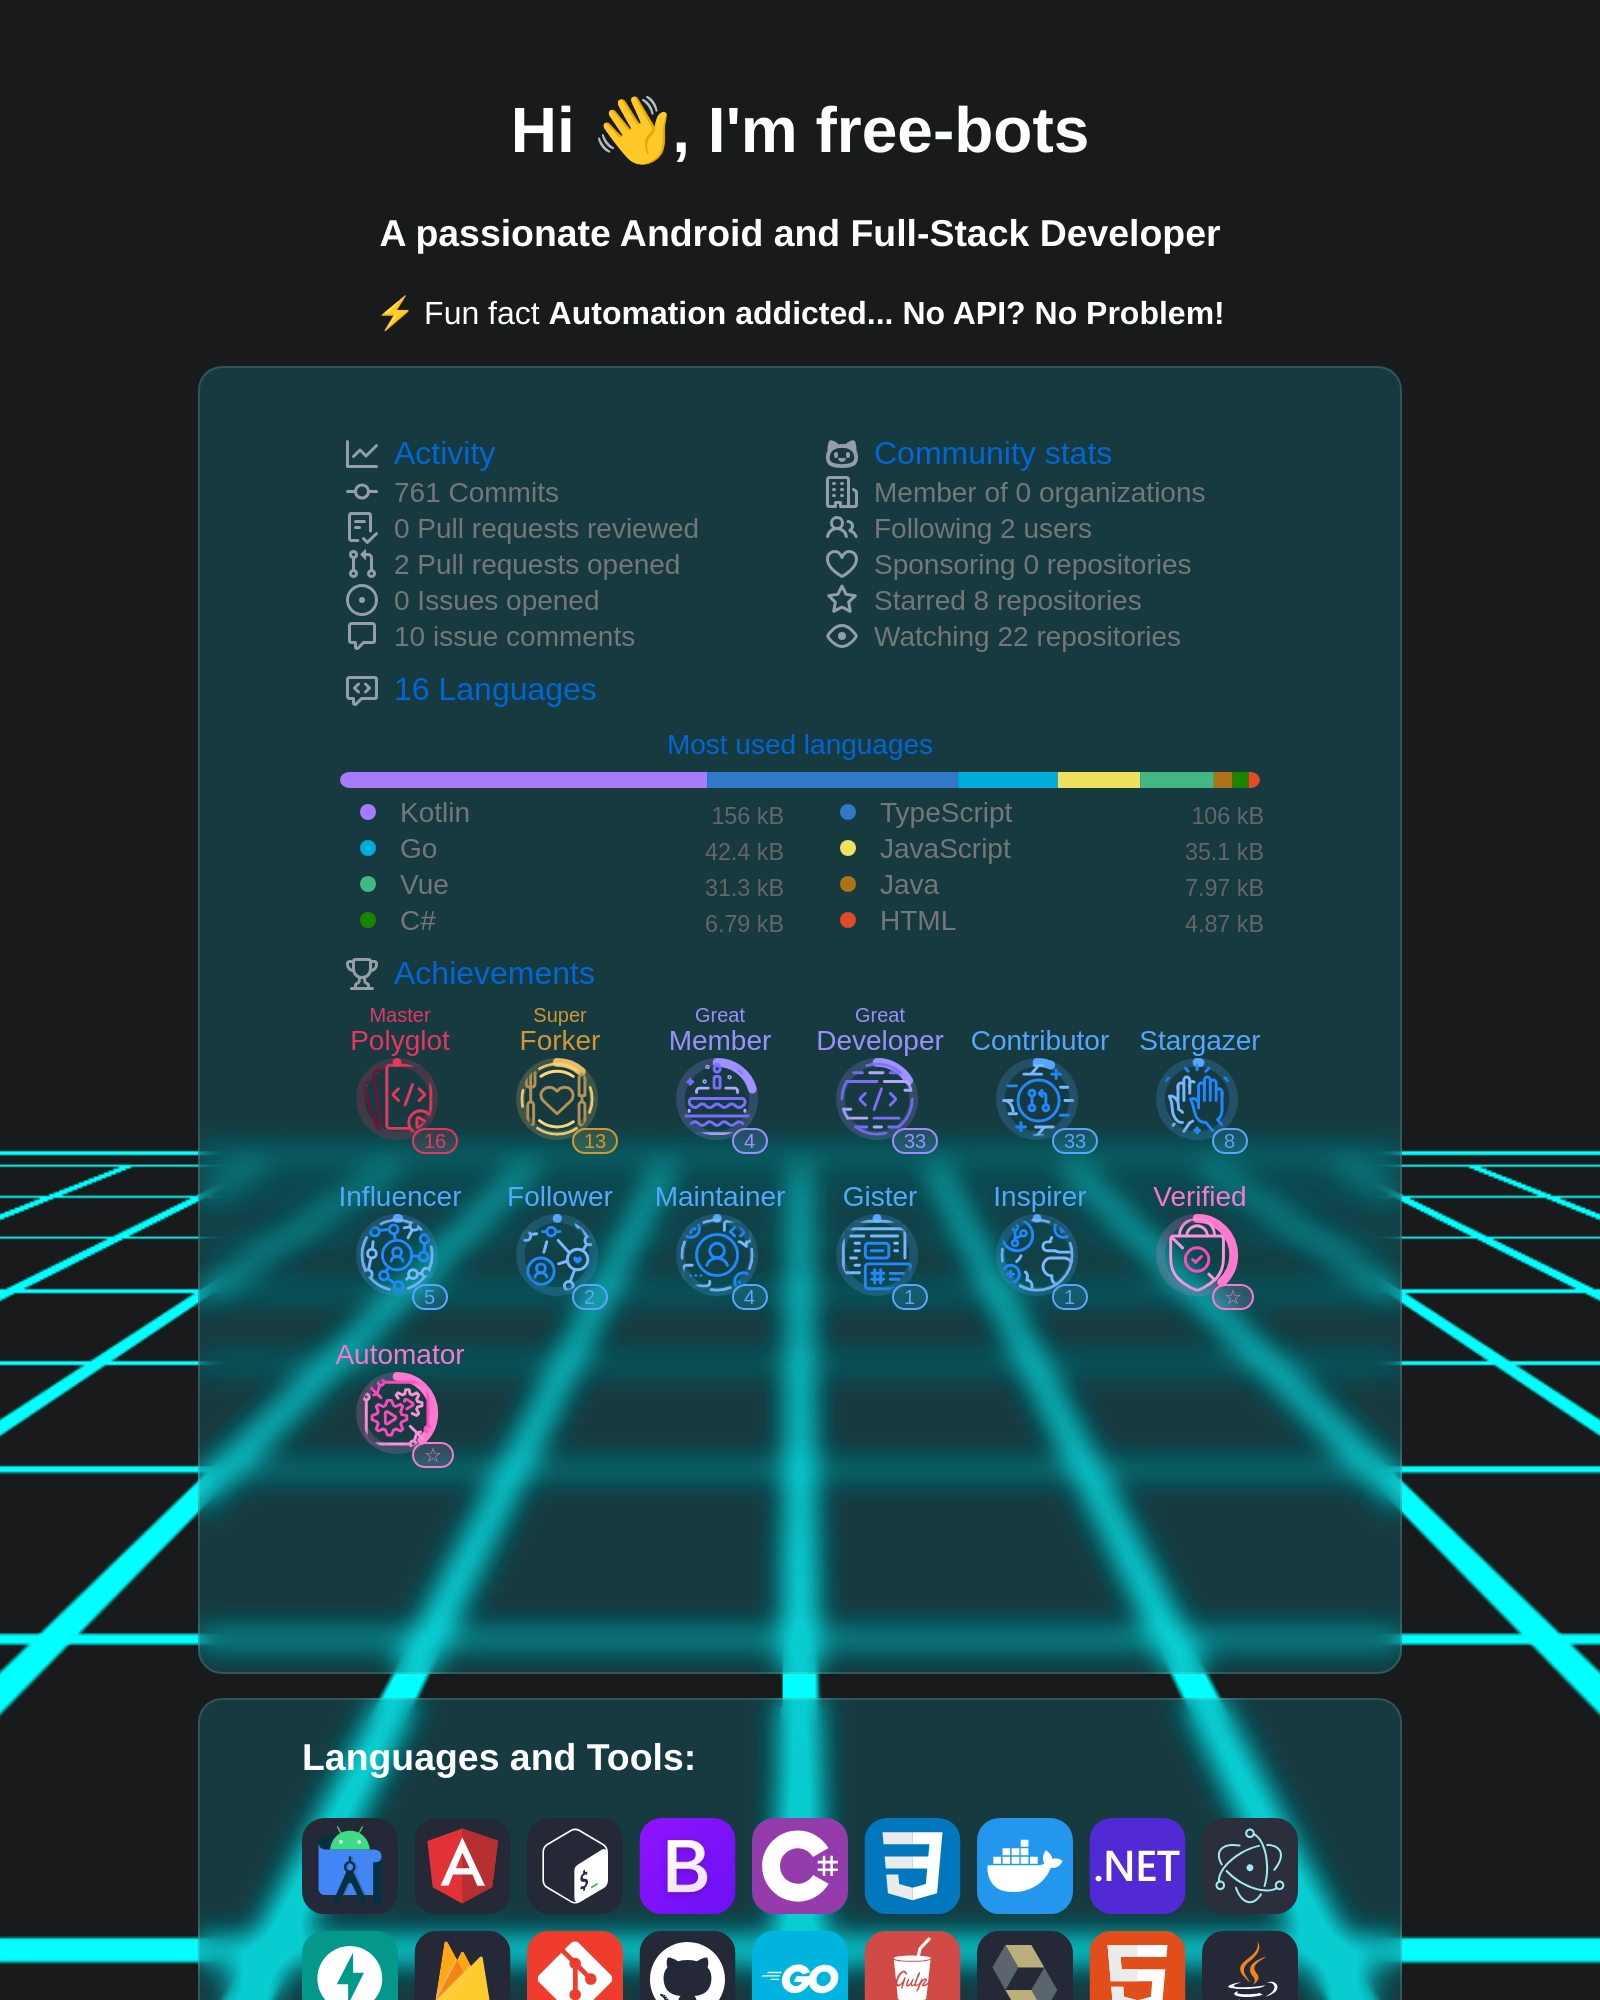 Hi 👋, I'm free-bots
A passionate Android and Full-Stack Developer
⚡ Fun fact Automation addicted... No API? No Problem!
Activity
761 Commits
0 Pull requests reviewed
2 Pull requests opened
0 Issues opened
10 issue comments
Community stats
Member of 0 organizations
Following 2 users
Sponsoring 0 repositories
Starred 8 repositories
Watching 22 repositories
16 Languages
Most used languages
Kotlin 156 kB
TypeScript 106 kB
Go 42.4 kB
JavaScript 35.1 kB
Vue 31.3 kB
Java 7.97 kB
C# 6.79 kB
HTML 4.87 kB
Achievements
Master Super Great Great
Polyglot Forker Member Developer Contributor Stargazer
16 13 4 33 33 8
Influencer Follower Maintainer Gister Inspirer Verified
5 2 4 1 1 ☆
Automator
☆
Languages and Tools:
A $_ B C# 3 .NET
GO Gulp 5